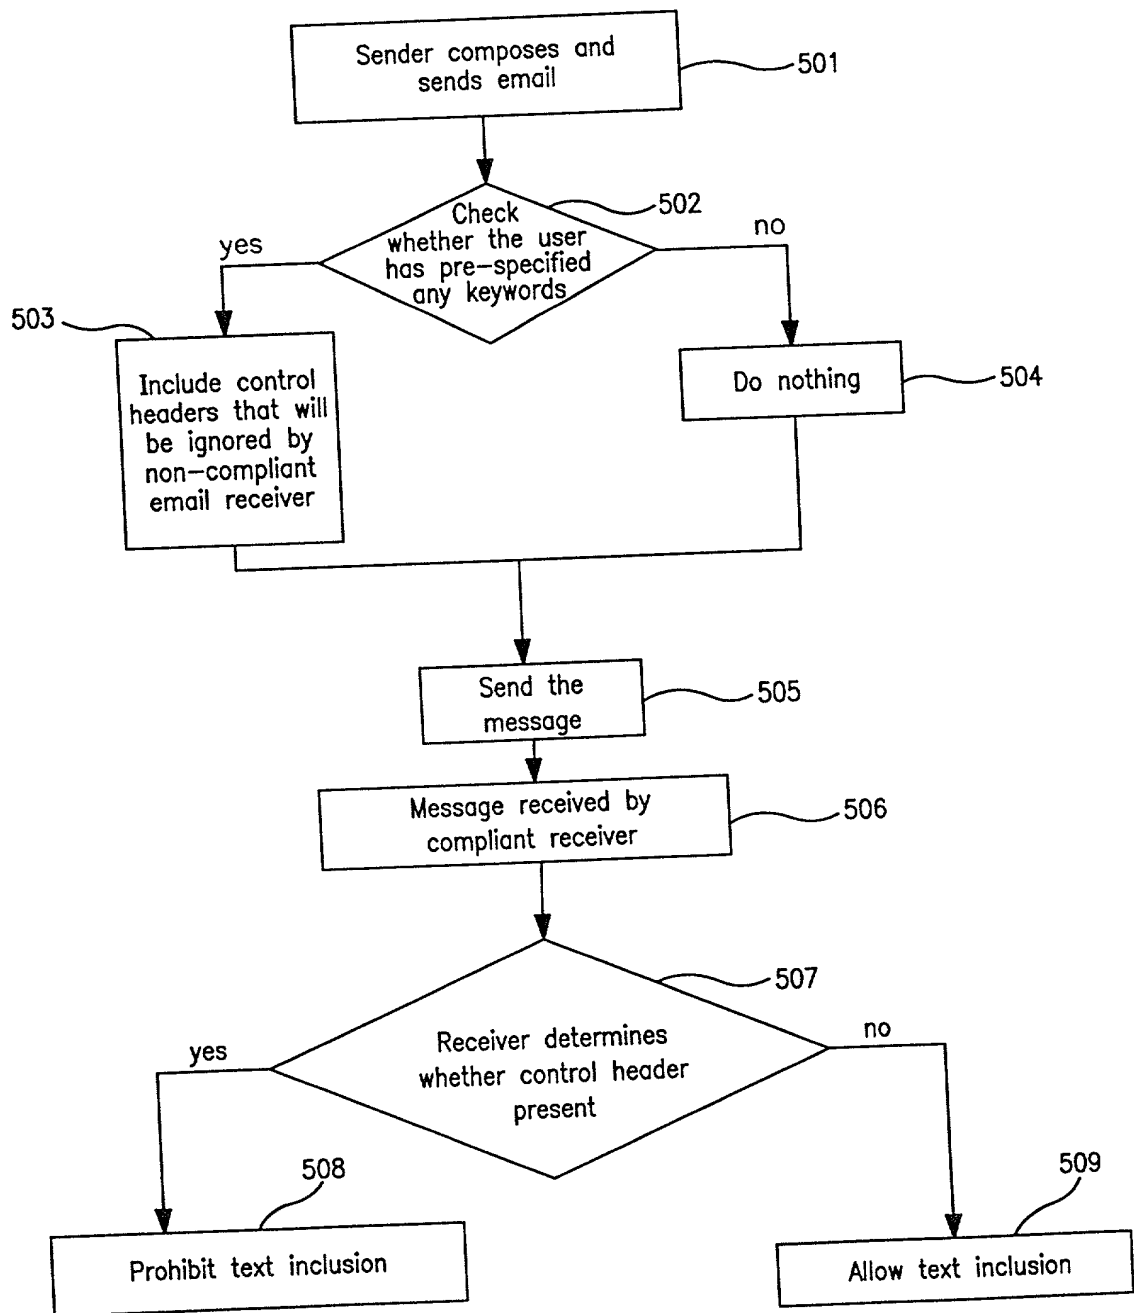 Sender composes and
sends email
501
Check
whether the user
has pre-specified
any keywords
502
yes
no
503
Include control
headers that will
be ignored by
non-compliant
email receiver
Do nothing
504
Send the
message
505
Message received by
compliant receiver
506
507
Receiver determines
whether control header
present
yes
no
508
Prohibit text inclusion
509
Allow text inclusion